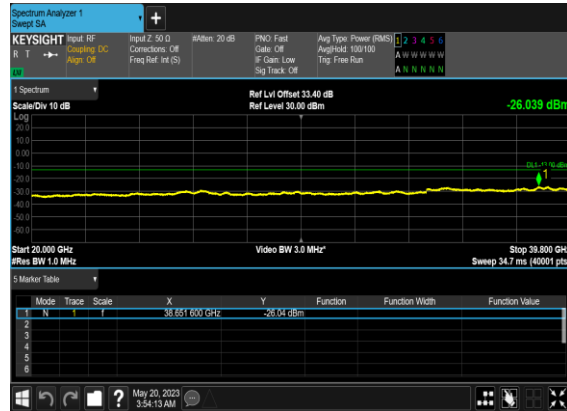 Spectrum Analyzer 1
Swept SA
+
KEYSIGHT Input: RF Input Z: 50 Ω #Atten: 20 dB PNO: Fast Avg Type: Power (RMS) 1 2 3 4 5 6
R T Coupling: DC Corrections: Off Gate: Off Avg|Hold: 100/100 A W W W W W
Align: Off Freq Ref: Int (S) IF Gain: Low Trig: Free Run
Sig Track: Off A N N N N N
1 Spectrum Ref Lvl Offset 33.40 dB
Scale/Div 10 dB Ref Level 30.00 dBm -26.039 dBm
Log
20.0
10.0
0.00
-10.0
DL1 -13.00 dBm
1
-20.0
-30.0
-40.0
-50.0
-60.0
Start 20.000 GHz Video BW 3.0 MHz* Stop 39.800 GHz
#Res BW 1.0 MHz Sweep 34.7 ms (40001 pts)
5 Marker Table
Mode Trace Scale X Y Function Function Width Function Value
1 N 1 f 38.651 600 GHz -26.04 dBm
2
3
4
5
6
? May 20, 2023
3:54:13 AM